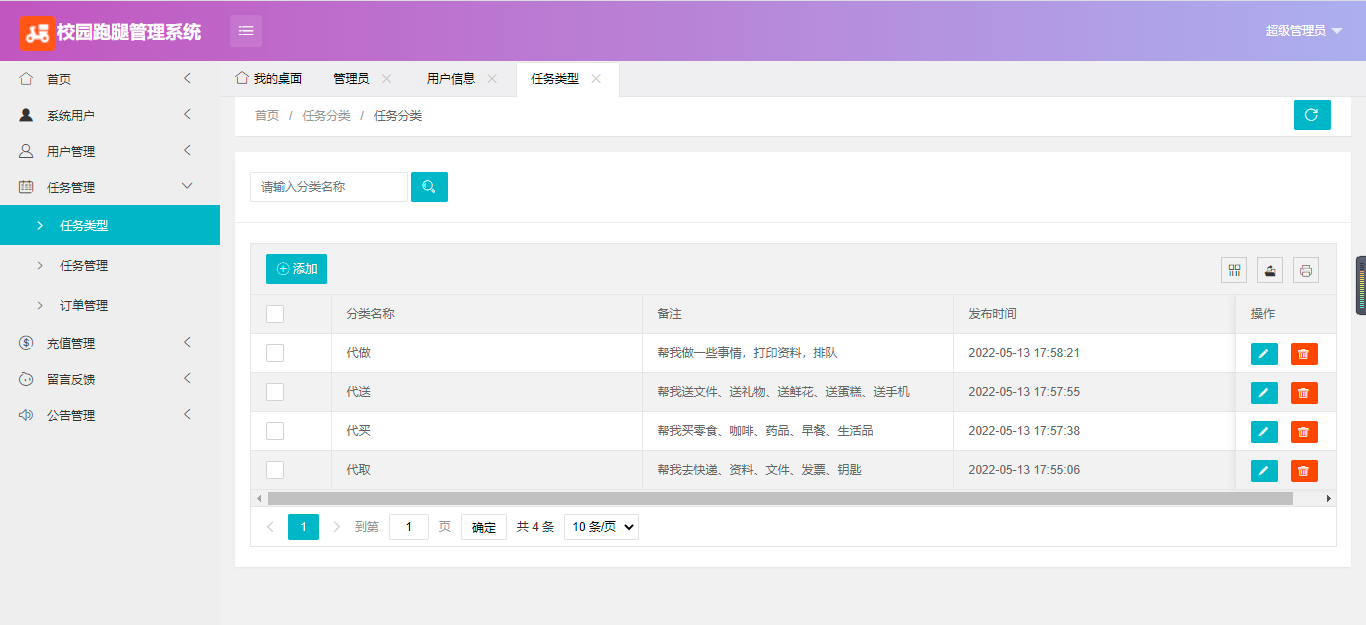 校园跑腿管理系统
超级管理员
首页
系统用户
用户管理
任务管理
任务类型
任务管理
订单管理
充值管理
留言反馈
公告管理
我的桌面 管理员 用户信息 任务类型
首页 / 任务分类 / 任务分类
请输入分类名称
添加
分类名称 备注 发布时间 操作
代做 帮我做一些事情，打印资料，排队 2022-05-13 17:58:21
代送 帮我送文件、送礼物、送鲜花、送蛋糕、送手机 2022-05-13 17:57:55
代买 帮我买零食、咖啡、药品、早餐、生活品 2022-05-13 17:57:38
代取 帮我去快递、资料、文件、发票、钥匙 2022-05-13 17:55:06
1 到第 1 页 确定 共 4 条 10 条/页